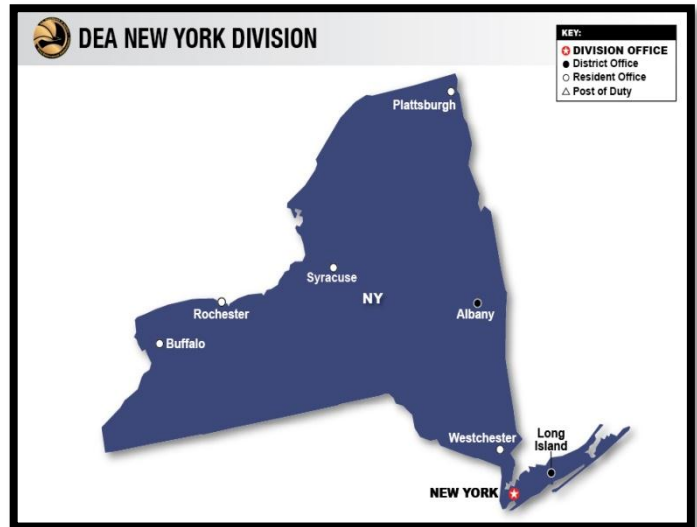 DEA NEW YORK DIVISION
KEY:
DIVISION OFFICE
District Office
Resident Office
Post of Duty
Plattsburgh
Syracuse
NY
Rochester
Albany
Buffalo
Westchester
Long
Island
NEW YORK